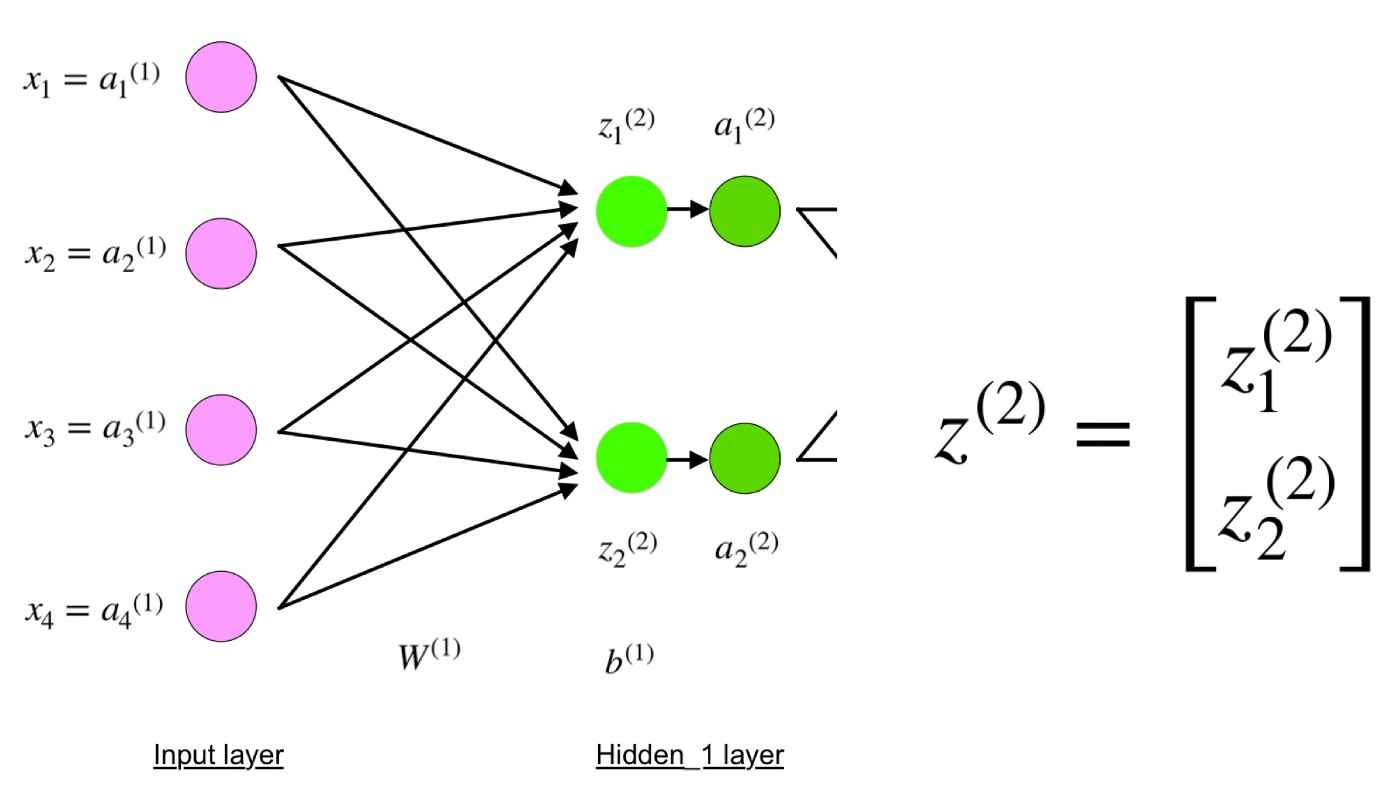 x₁ = a₁⁽¹⁾
z₁⁽²⁾ a₁⁽²⁾
x₂ = a₂⁽¹⁾
x₃ = a₃⁽¹⁾
z₂⁽²⁾ a₂⁽²⁾
x₄ = a₄⁽¹⁾
W⁽¹⁾ b⁽¹⁾
Input layer Hidden_1 layer
z⁽²⁾ = [z₁⁽²⁾
z₂⁽²⁾]